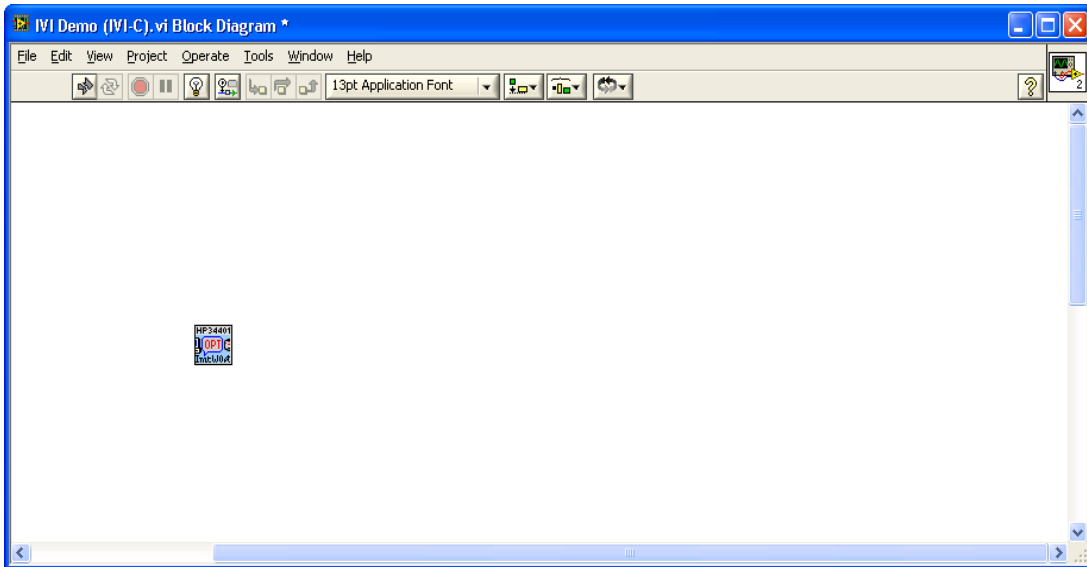 IVI Demo (IVI-C).vi Block Diagram *
File Edit View Project Operate Tools Window Help
13pt Application Font
?
2
HP34401
OPT